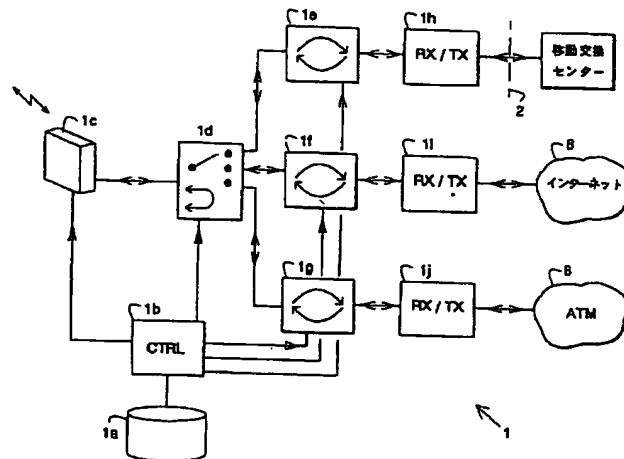 1e
1h
RX/TX
移動交換
センター
2
1c
1d
1f
1i
RX/TX
8
インターネット
1g
1j
RX/TX
8
ATM
1b
CTRL
1a
1